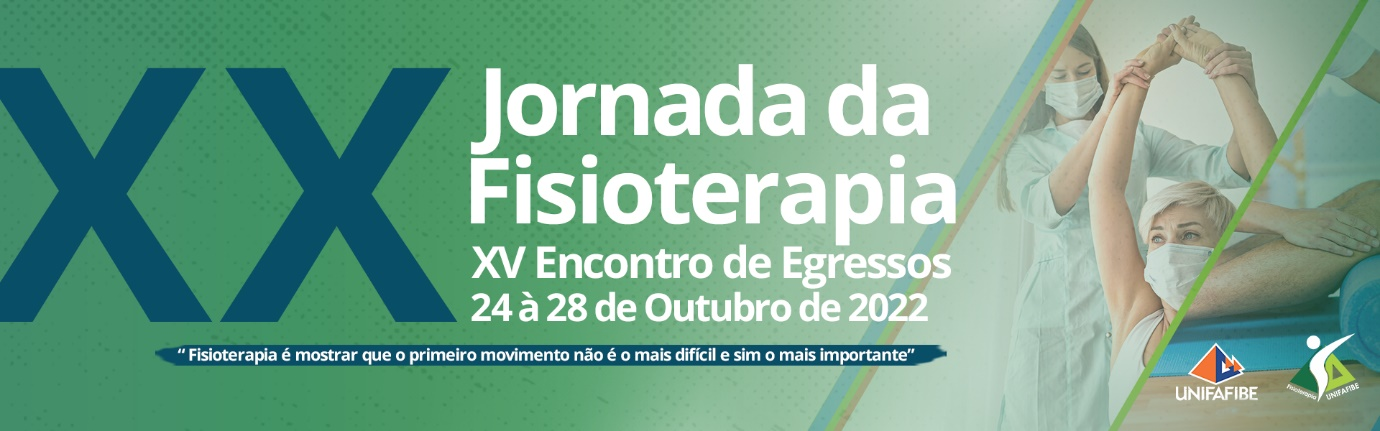 XX
Jornada da
Fisioterapia
XV Encontro de Egressos
24 à 28 de Outubro de 2022
“ Fisioterapia é mostrar que o primeiro movimento não é o mais difícil e sim o mais importante”
UNIFAFIBE
Fisioterapia UNIFAFIBE